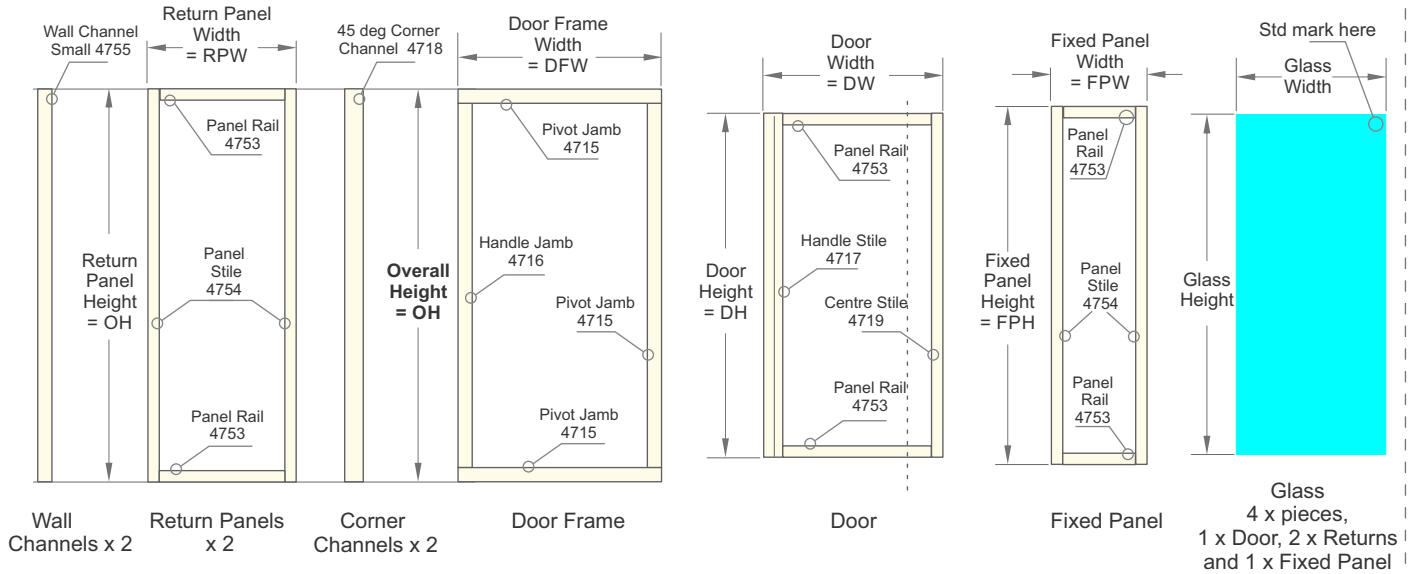 Wall Channel
Small 4755
Return Panel
Width
= RPW
45 deg Corner
Channel 4718
Door Frame
Width
= DFW
Door
Width
= DW
Fixed Panel
Width
= FPW
Std mark here
Glass
Width
Panel Rail
4753
Pivot Jamb
4715
Panel Rail
4753
Panel
Rail
4753
Return
Panel
Height
= OH
Panel
Stile
4754
Overall
Height
= OH
Handle Jamb
4716
Pivot Jamb
4715
Door
Height
= DH
Handle Stile
4717
Centre Stile
4719
Fixed
Panel
Height
= FPH
Panel
Stile
4754
Glass
Height
Panel Rail
4753
Pivot Jamb
4715
Panel Rail
4753
Panel
Rail
4753
Wall
Channels x 2
Return Panels
x 2
Corner
Channels x 2
Door Frame
Door
Fixed Panel
Glass
4 x pieces,
1 x Door, 2 x Returns
and 1 x Fixed Panel